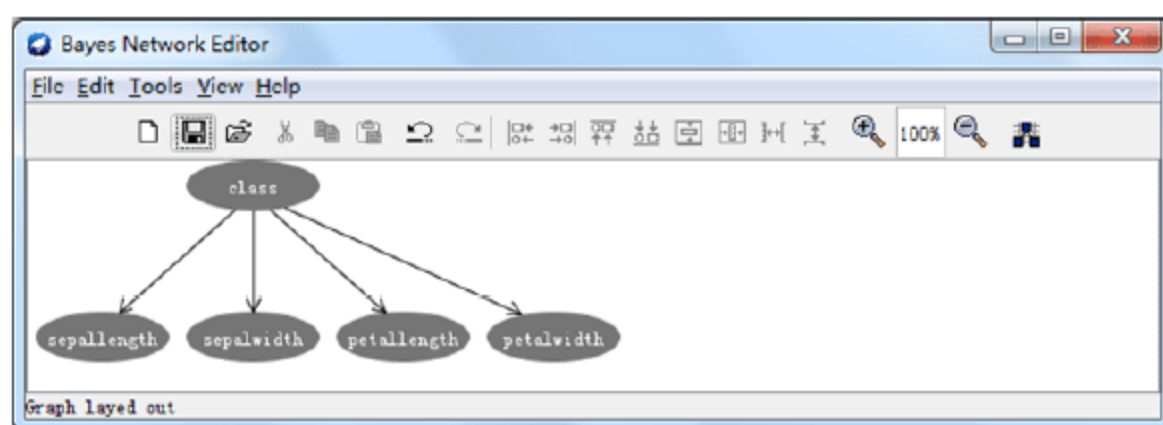 Bayes Network Editor
File Edit Tools View Help
100%
class
sepallength sepalwidth petallength petalwidth
Graph layed out